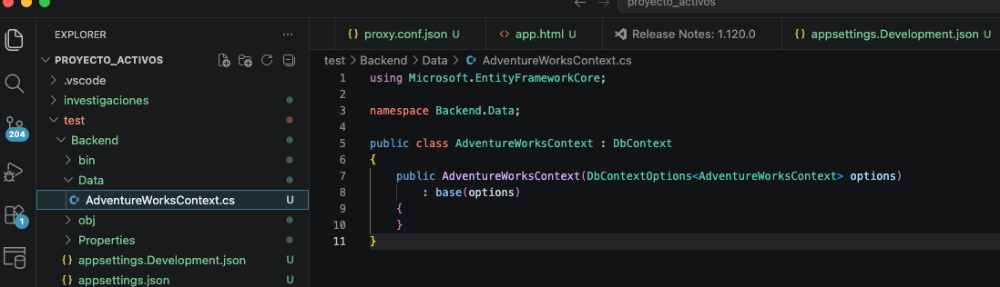 proyecto_activos
EXPLORER
PROYECTO_ACTIVOS
.vscode
investigaciones
test
Backend
bin
Data
AdventureWorksContext.cs U
obj
Properties
{} appsettings.Development.json U
{} appsettings.json U
204
1
{} proxy.conf.json U
<> app.html U
Release Notes: 1.120.0
{} appsettings.Development.json U
test > Backend > Data > AdventureWorksContext.cs
1 using Microsoft.EntityFrameworkCore;
2
3 namespace Backend.Data;
4
5 public class AdventureWorksContext : DbContext
6 {
7 public AdventureWorksContext(DbContextOptions<AdventureWorksContext> options)
8 : base(options)
9 {
10 }
11 }